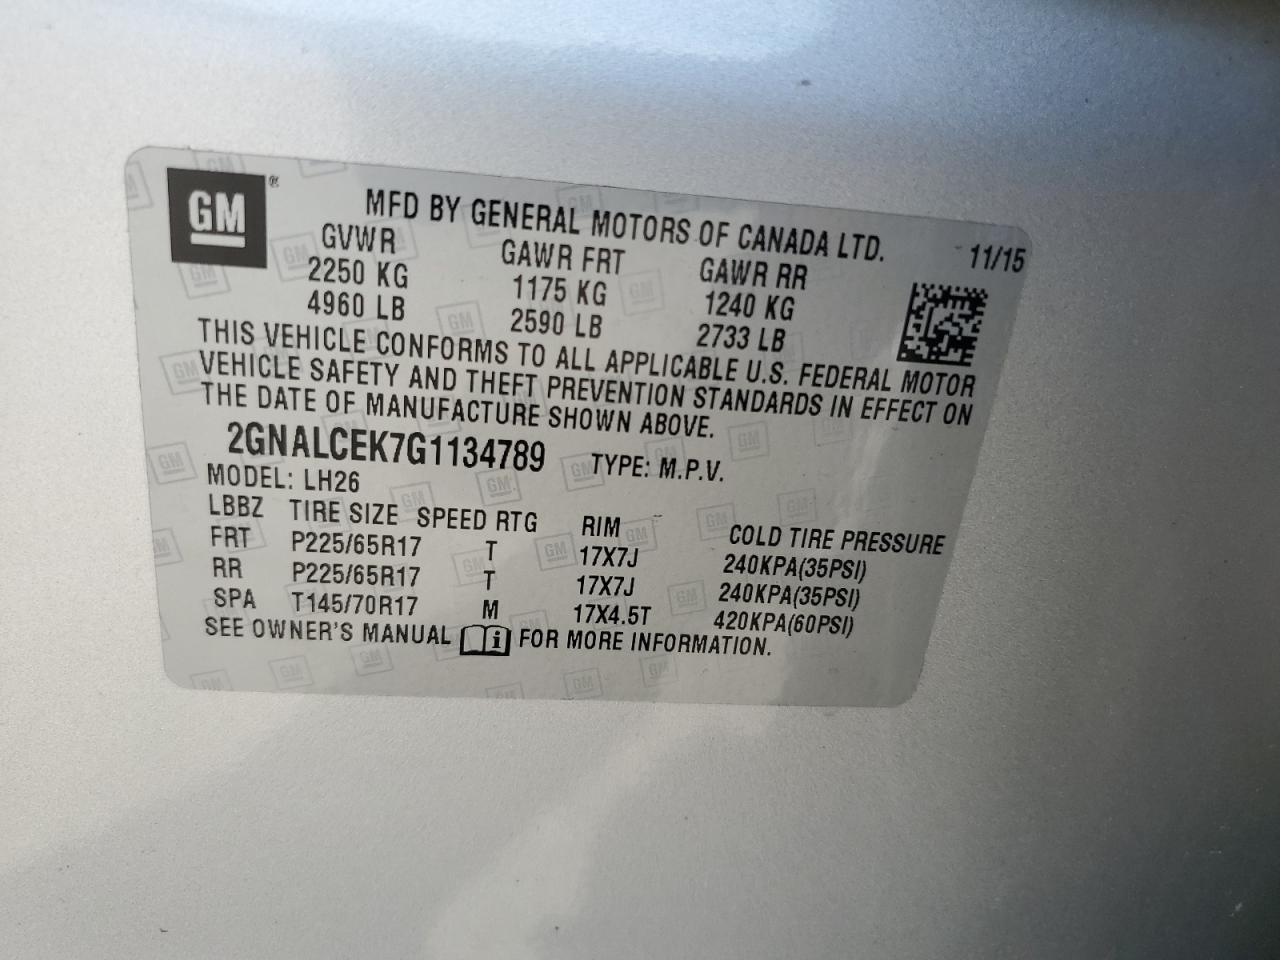 GM®
MFD BY GENERAL MOTORS OF CANADA LTD. 11/15
GVWR GAWR FRT GAWR RR
2250 KG 1175 KG 1240 KG
4960 LB 2590 LB 2733 LB
THIS VEHICLE CONFORMS TO ALL APPLICABLE U.S. FEDERAL MOTOR
VEHICLE SAFETY AND THEFT PREVENTION STANDARDS IN EFFECT ON
THE DATE OF MANUFACTURE SHOWN ABOVE.
2GNALCEK7G1134789 TYPE: M.P.V.
MODEL: LH26
LBBZ TIRE SIZE SPEED RTG RIM COLD TIRE PRESSURE
FRT P225/65R17 T 17X7J 240KPA(35PSI)
RR P225/65R17 T 17X7J 240KPA(35PSI)
SPA T145/70R17 M 17X4.5T 420KPA(60PSI)
SEE OWNER'S MANUAL i FOR MORE INFORMATION.